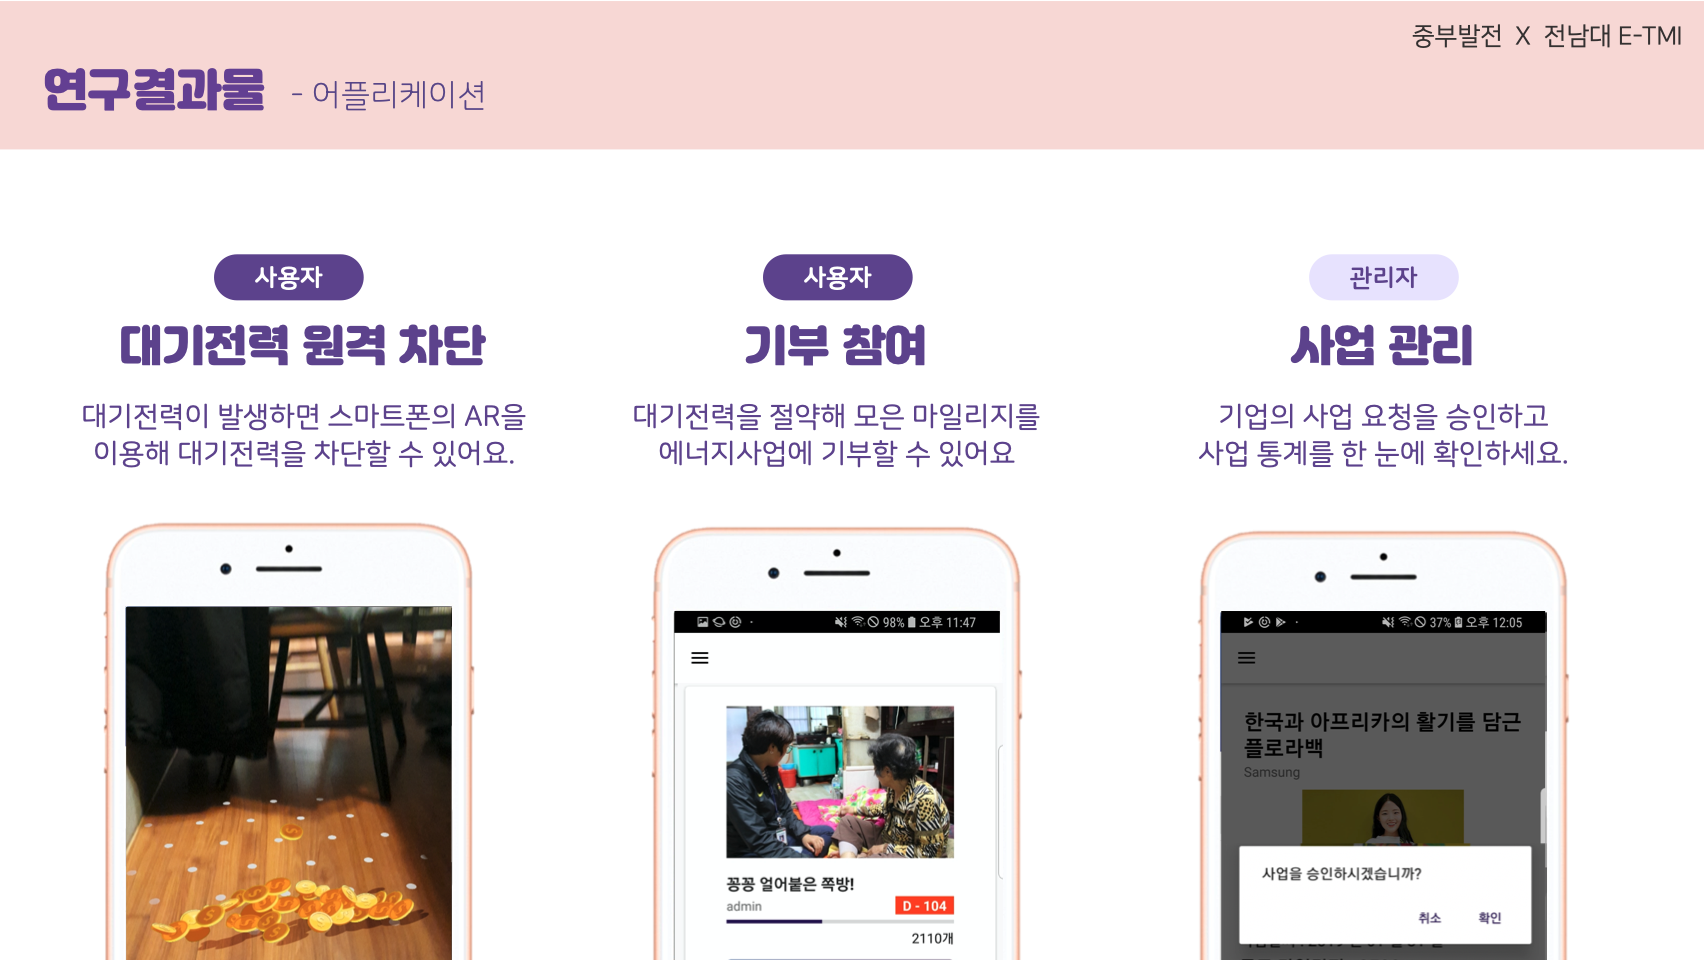 중부발전 X 전남대 E-TMI
연구결과물 - 어플리케이션
사용자
대기전력 원격 차단
대기전력이 발생하면 스마트폰의 AR을
이용해 대기전력을 차단할 수 있어요.
사용자
기부 참여
대기전력을 절약해 모은 마일리지를
에너지사업에 기부할 수 있어요
98% 오후 11:47
꽁꽁 얼어붙은 쪽방!
admin
D - 104
2110개
관리자
사업 관리
기업의 사업 요청을 승인하고
사업 통계를 한 눈에 확인하세요.
37% 오후 12:05
한국과 아프리카의 활기를 담근
플로라백
Samsung
사업을 승인하시겠습니까?
취소 확인